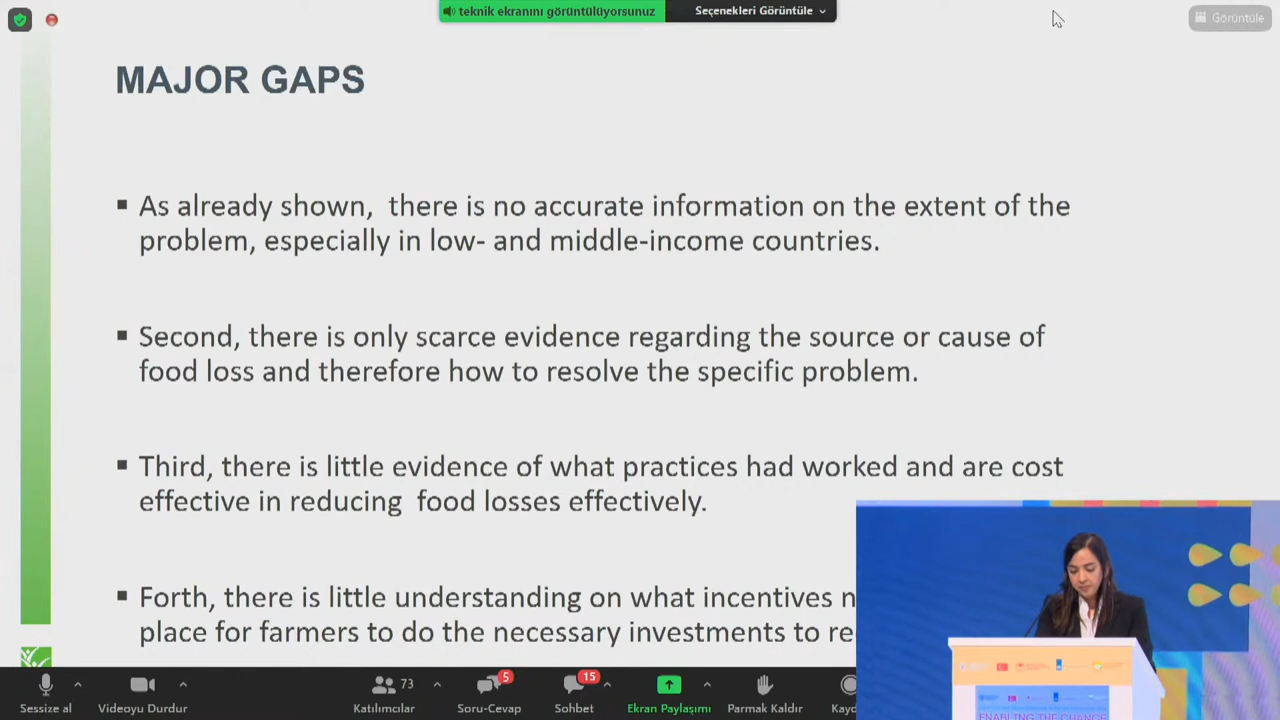 teknik ekranını görüntülüyorsunuz
Seçenekleri Görüntüle
Görüntüle
MAJOR GAPS
▪ As already shown, there is no accurate information on the extent of the
problem, especially in low- and middle-income countries.
▪ Second, there is only scarce evidence regarding the source or cause of
food loss and therefore how to resolve the specific problem.
▪ Third, there is little evidence of what practices had worked and are cost
effective in reducing food losses effectively.
▪ Forth, there is little understanding on what incentives
place for farmers to do the necessary investments to
ENABLING THE CHANGE
73
5
15
Sessize al
Videoyu Durdur
Katılımcılar
Soru-Cevap
Sohbet
Ekran Paylaşımı
Parmak Kaldır